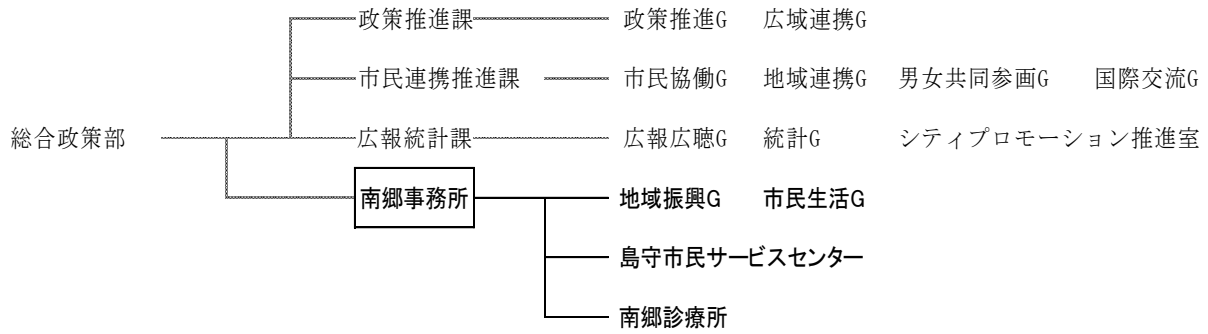 政策推進課 政策推進G 広域連携G
市民連携推進課 市民協働G 地域連携G 男女共同参画G 国際交流G
総合政策部 広報統計課 広報広聴G 統計G シティプロモーション推進室
南郷事務所 地域振興G 市民生活G
島守市民サービスセンター
南郷診療所